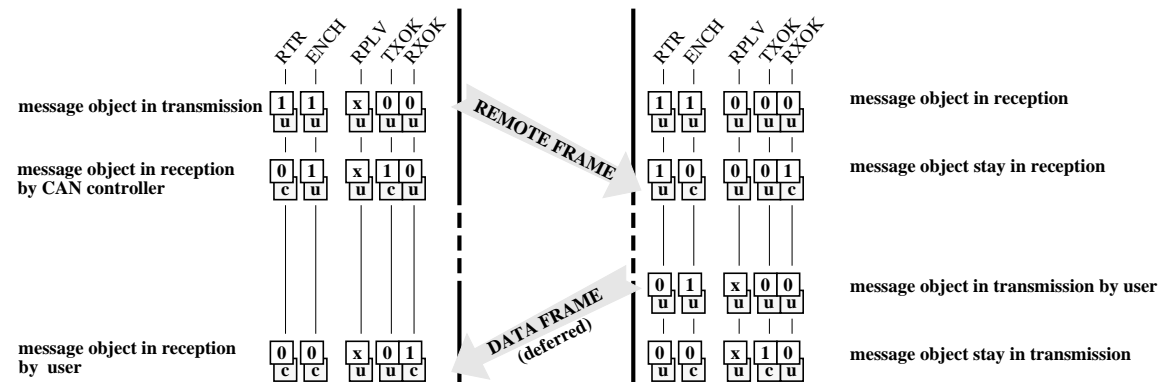 RTR ENCH RPLV TXOK RXOK
RTR ENCH RPLV TXOK RXOK
message object in transmission
1 1 x 0 0
u u u u u
REMOTE FRAME
1 1 0 0 0
u u u u u
message object in reception
message object in reception
by CAN controller
0 1 x 1 0
c u u c u
1 0 0 0 1
u c u u c
message object stay in reception
0 1 x 0 0
u u u u u
message object in transmission by user
DATA FRAME
(deferred)
message object in reception
by user
0 0 x 0 1
c c u u c
0 0 x 1 0
u c u c u
message object stay in transmission